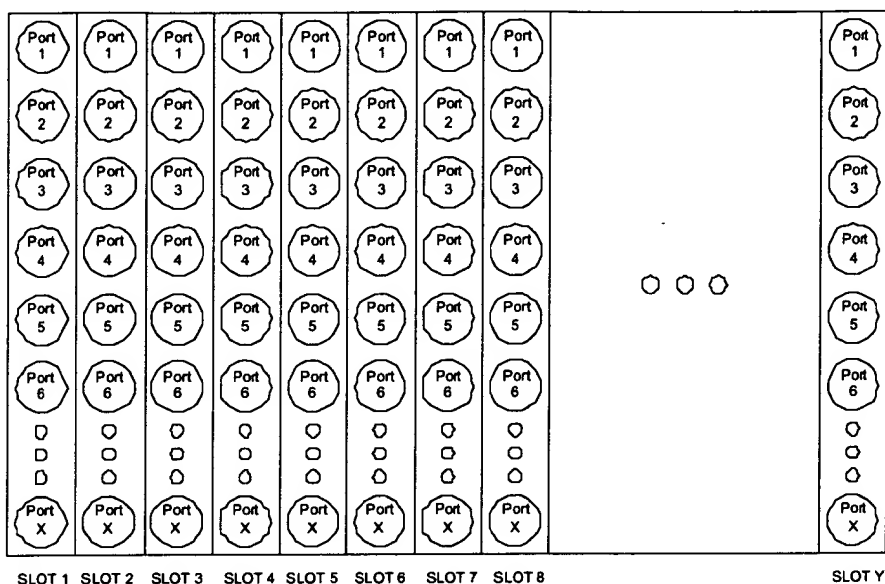 Port Port Port Port Port Port Port Port Port
1 1 1 1 1 1 1 1 1
Port Port Port Port Port Port Port Port Port
2 2 2 2 2 2 2 2 2
Port Port Port Port Port Port Port Port Port
3 3 3 3 3 3 3 3 3
Port Port Port Port Port Port Port Port Port
4 4 4 4 4 4 4 4 4
Port Port Port Port Port Port Port Port Port
5 5 5 5 5 5 5 5 5
Port Port Port Port Port Port Port Port Port
6 6 6 6 6 6 6 6 6
Port Port Port Port Port Port Port Port Port
X X X X X X X X X
SLOT 1 SLOT 2 SLOT 3 SLOT 4 SLOT 5 SLOT 6 SLOT 7 SLOT 8 SLOT Y